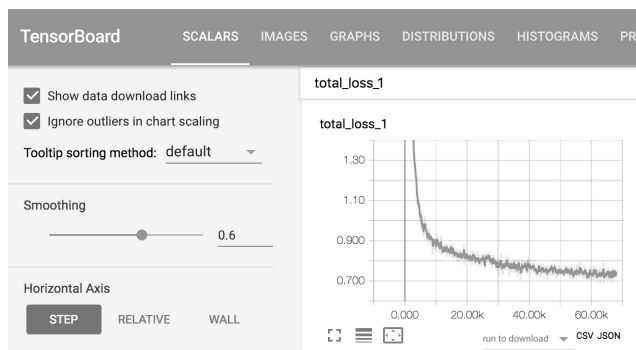 TensorBoard SCALARS IMAGES GRAPHS DISTRIBUTIONS HISTOGRAMS PR
Show data download links
Ignore outliers in chart scaling
Tooltip sorting method: default
Smoothing
0.6
Horizontal Axis
STEP RELATIVE WALL
total_loss_1
total_loss_1
1.30
1.10
0.900
0.700
0.000 20.00k 40.00k 60.00k
run to download CSV JSON